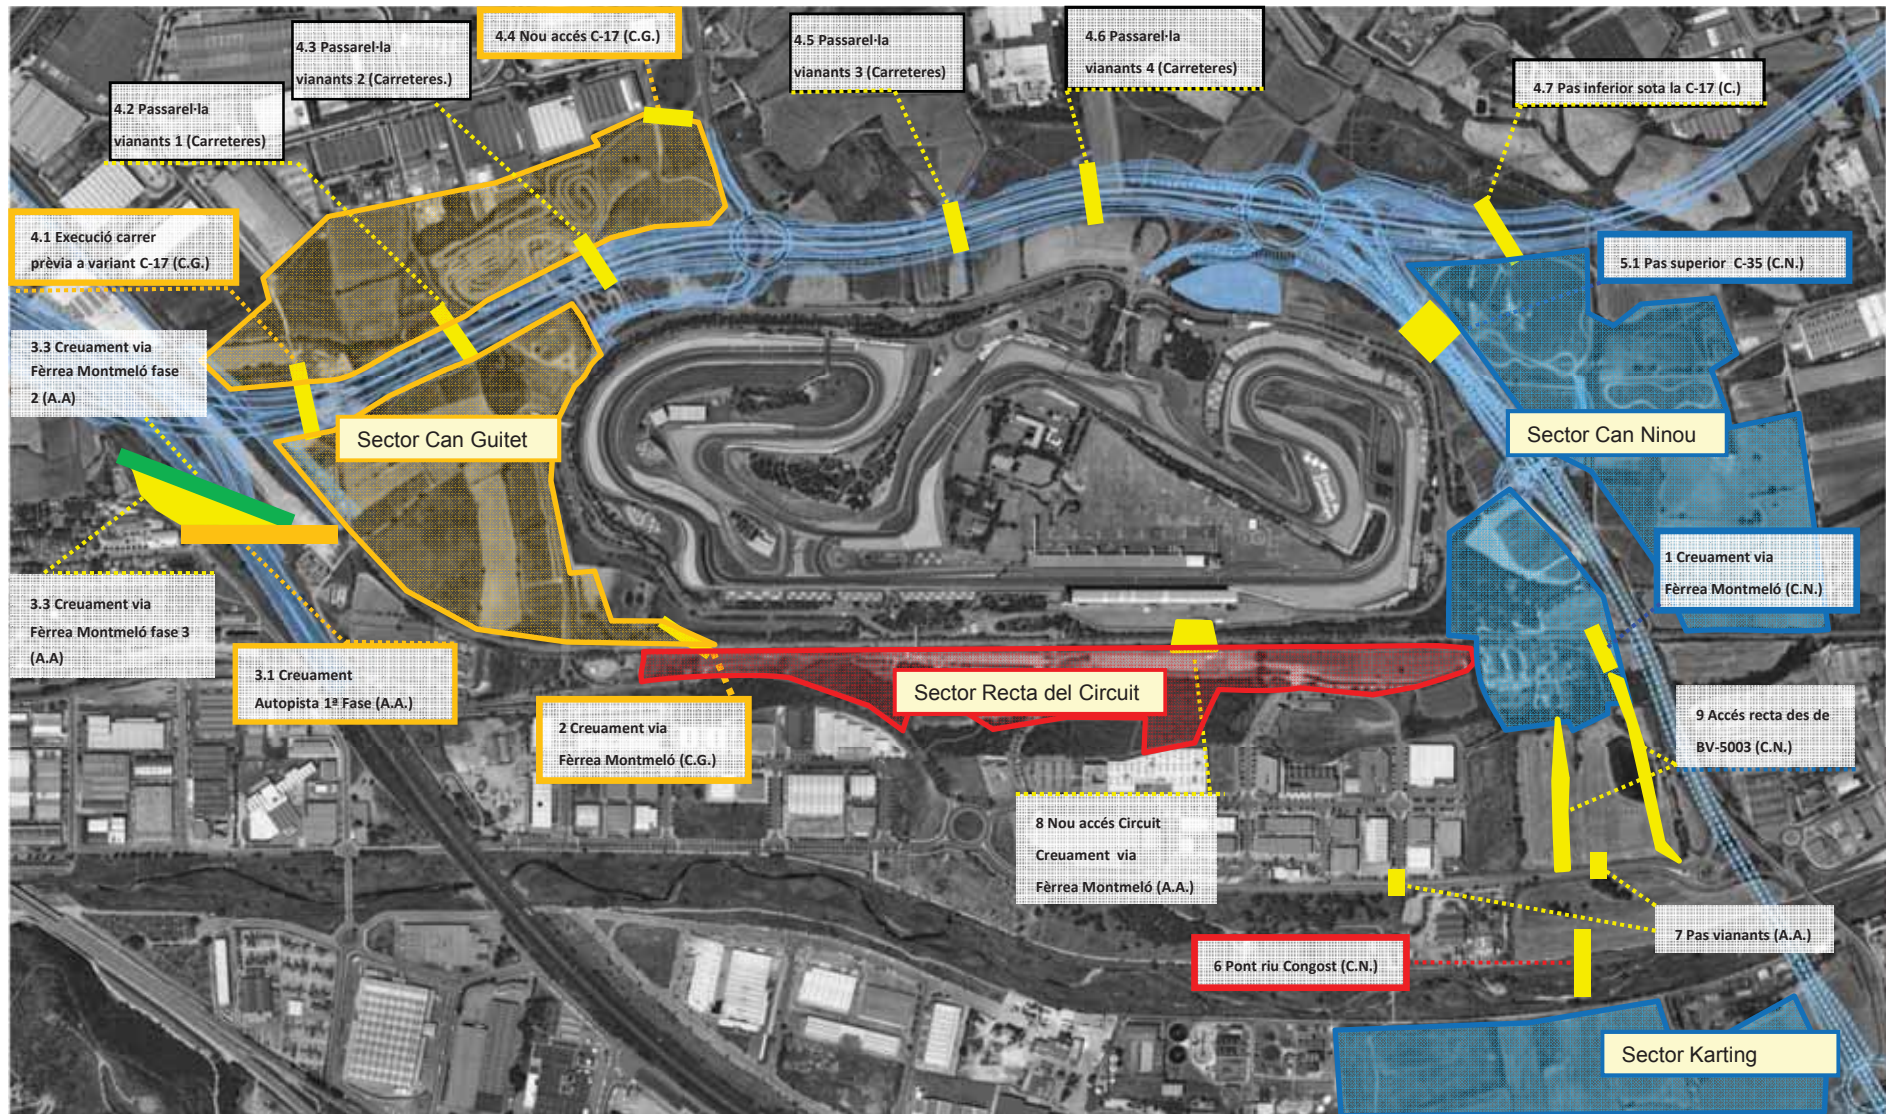 4.4 Nou accés C-17 (C.G.)
4.3 Passarel·la
vianants 2 (Carreteres.)
4.5 Passarel·la
vianants 3 (Carreteres)
4.6 Passarel·la
vianants 4 (Carreteres)
4.7 Pas inferior sota la C-17 (C.)
4.2 Passarel·la
vianants 1 (Carreteres)
4.1 Execució carrer
prèvia a variant C-17 (C.G.)
5.1 Pas superior C-35 (C.N.)
3.3 Creuament via
Fèrrea Montmeló fase
2 (A.A)
Sector Can Guitet
Sector Can Ninou
1 Creuament via
Fèrrea Montmeló (C.N.)
3.3 Creuament via
Fèrrea Montmeló fase 3
(A.A)
3.1 Creuament
Autopista 1ª Fase (A.A.)
Sector Recta del Circuit
2 Creuament via
Fèrrea Montmeló (C.G.)
9 Accés recta des de
BV-5003 (C.N.)
8 Nou accés Circuit
Creuament via
Fèrrea Montmeló (A.A.)
7 Pas vianants (A.A.)
6 Pont riu Congost (C.N.)
Sector Karting